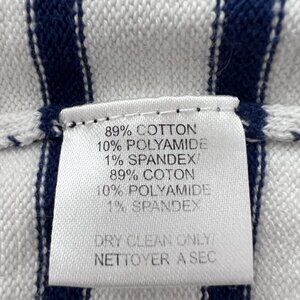 89% COTTON
10% POLYAMIDE
1% SPANDEX/
89% COTON
10% POLYAMIDE
1% SPANDEX
DRY CLEAN ONLY/
NETTOYER A SEC